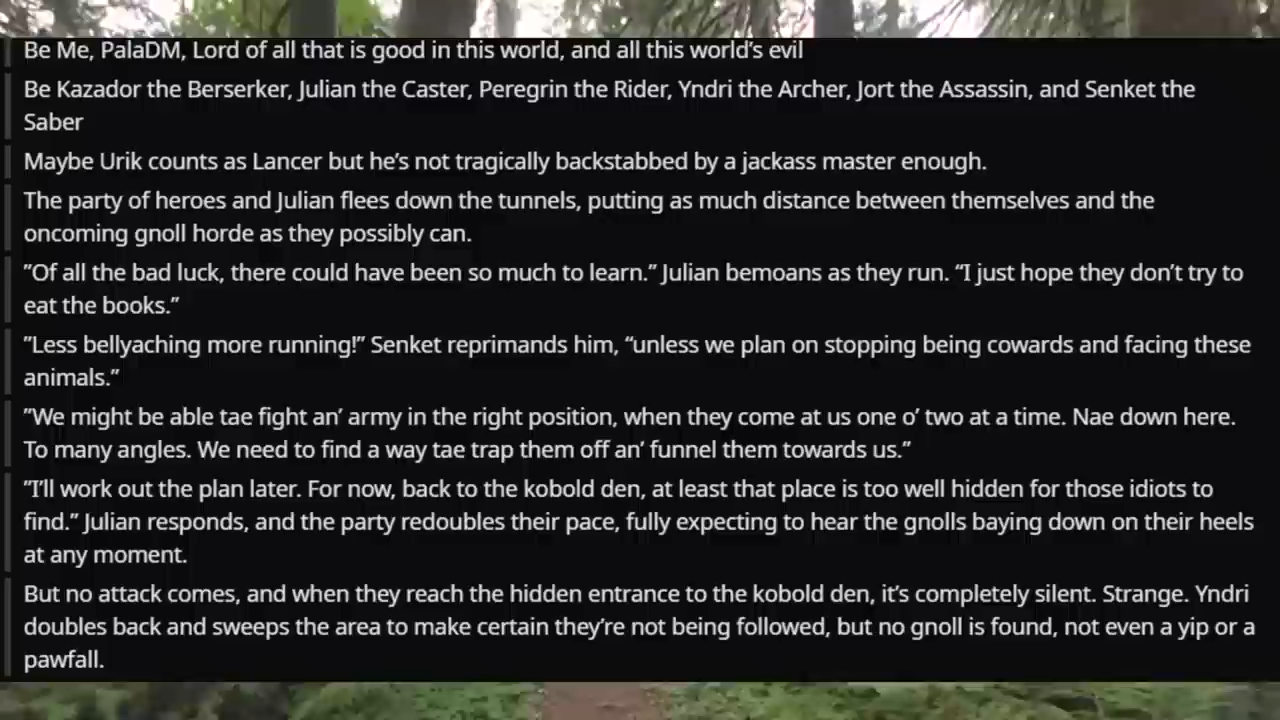 Be Me, PalaDM, Lord of all that is good in this world, and all this world’s evil
Be Kazador the Berserker, Julian the Caster, Peregrin the Rider, Yndri the Archer, Jort the Assassin, and Senket the
Saber
Maybe Urik counts as Lancer but he’s not tragically backstabbed by a jackass master enough.
The party of heroes and Julian flees down the tunnels, putting as much distance between themselves and the
oncoming gnoll horde as they possibly can.
”Of all the bad luck, there could have been so much to learn.” Julian bemoans as they run. “I just hope they don’t try to
eat the books.”
”Less bellyaching more running!” Senket reprimands him, “unless we plan on stopping being cowards and facing these
animals.”
”We might be able tae fight an’ army in the right position, when they come at us one o’ two at a time. Nae down here.
To many angles. We need to find a way tae trap them off an’ funnel them towards us.”
”I’ll work out the plan later. For now, back to the kobold den, at least that place is too well hidden for those idiots to
find.” Julian responds, and the party redoubles their pace, fully expecting to hear the gnolls baying down on their heels
at any moment.
But no attack comes, and when they reach the hidden entrance to the kobold den, it’s completely silent. Strange. Yndri
doubles back and sweeps the area to make certain they’re not being followed, but no gnoll is found, not even a yip or a
pawfall.